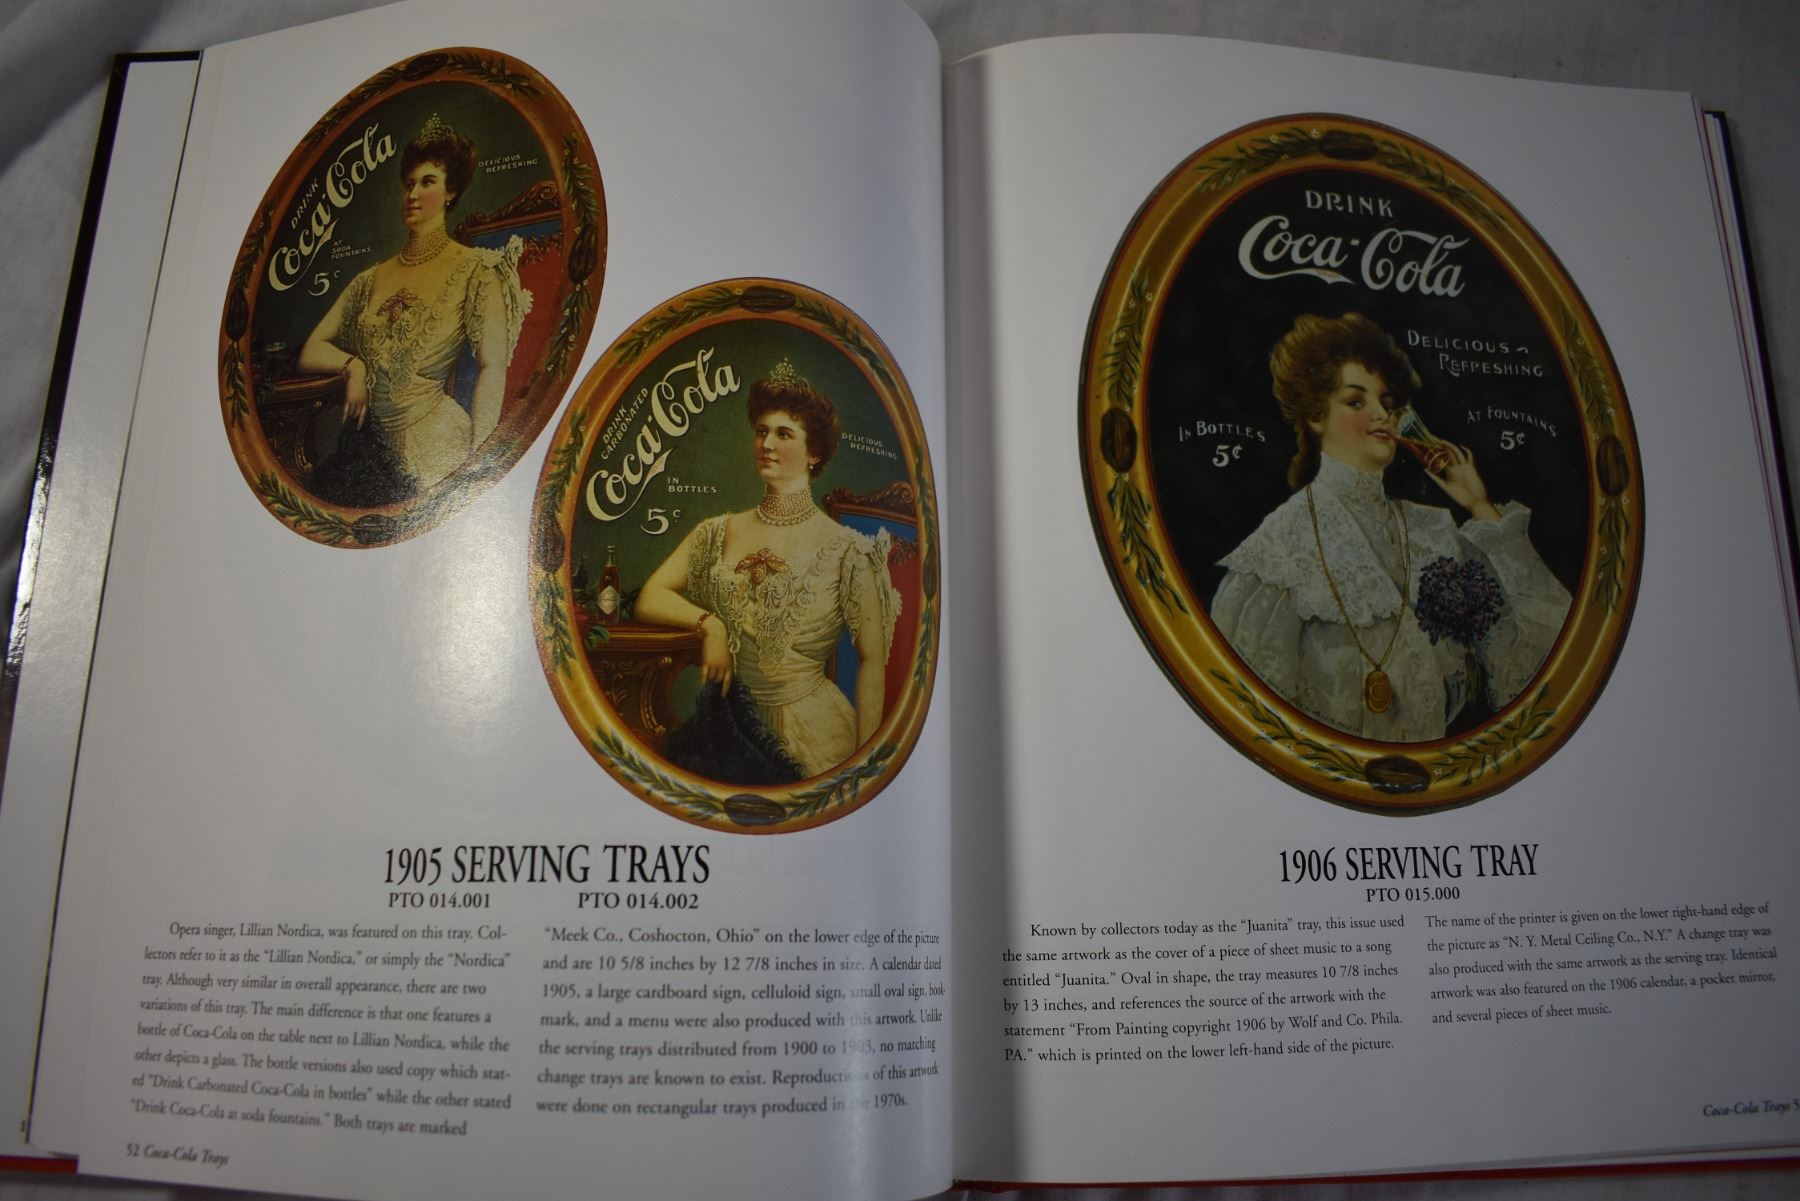 DRINK
Coca-Cola
DELICIOUS
REFRESHING
AT
SODA
FOUNTAINS
5¢
DRINK
CARBONATED
Coca-Cola
DELICIOUS
REFRESHING
IN
BOTTLES
5¢
1905 SERVING TRAYS
PTO 014.001 PTO 014.002
Opera singer, Lillian Nordica, was featured on this tray. Col-
lectors refer to it as the “Lillian Nordica,” or simply the “Nordica”
tray. Although very similar in overall appearance, there are two
variations of this tray. The main difference is that one features a
bottle of Coca-Cola on the table next to Lillian Nordica, while the
other depicts a glass. The bottle versions also used copy which stat-
ed “Drink Carbonated Coca-Cola in bottles” while the other stated
“Drink Coca-Cola at soda fountains.” Both trays are marked
“Meek Co., Coshocton, Ohio” on the lower edge of the picture
and are 10 5/8 inches by 12 7/8 inches in size. A calendar dated
1905, a large cardboard sign, celluloid sign, small oval sign, book-
mark, and a menu were also produced with this artwork. Unlike
the serving trays distributed from 1900 to 1903, no matching
change trays are known to exist. Reproductions of this artwork
were done on rectangular trays produced in the 1970s.
52 Coca-Cola Trays
DRINK
Coca-Cola
DELICIOUS
REFRESHING
IN BOTTLES
5¢
AT FOUNTAINS
5¢
1906 SERVING TRAY
PTO 015.000
Known by collectors today as the “Juanita” tray, this issue used
the same artwork as the cover of a piece of sheet music to a song
entitled “Juanita.” Oval in shape, the tray measures 10 7/8 inches
by 13 inches, and references the source of the artwork with the
statement “From Painting copyright 1906 by Wolf and Co. Phila.
PA.” which is printed on the lower left-hand side of the picture.
The name of the printer is given on the lower right-hand edge of
the picture as “N. Y. Metal Ceiling Co., N.Y.” A change tray was
also produced with the same artwork as the serving tray. Identical
artwork was also featured on the 1906 calendar, a pocket mirror,
and several pieces of sheet music.
Coca-Cola Trays 5